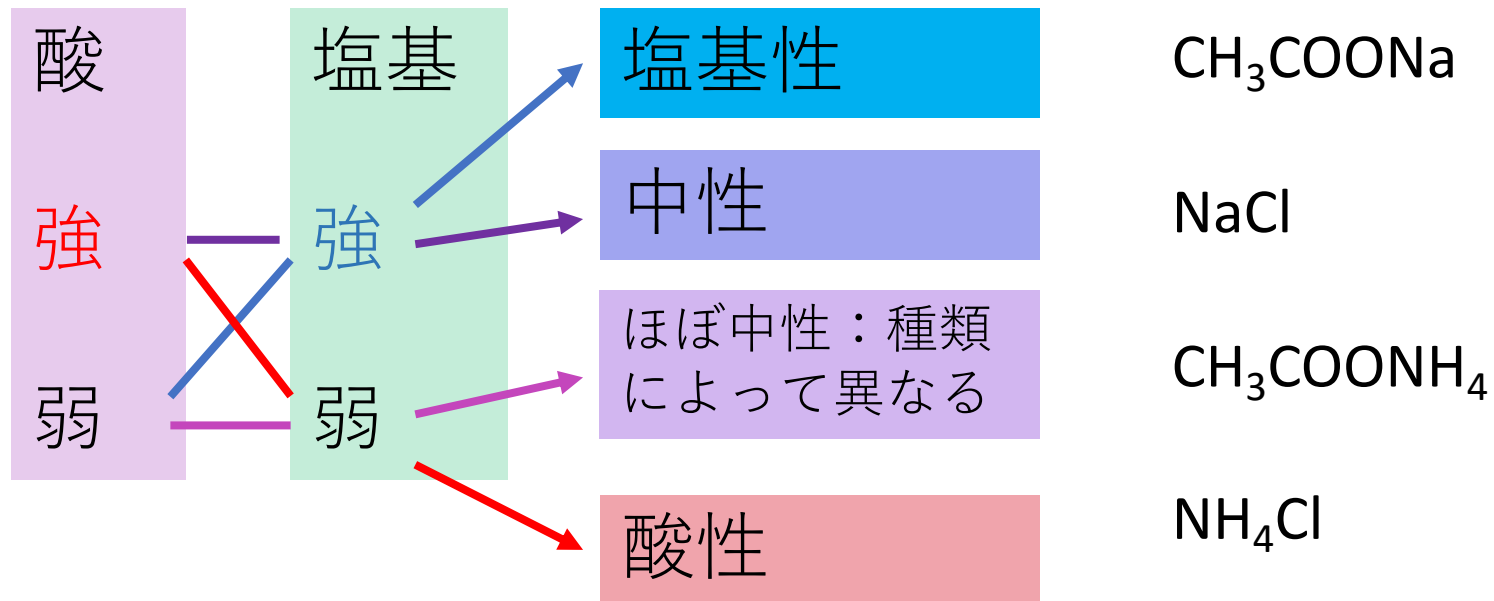 酸
塩基
塩基性
CH₃COONa
強
強
中性
NaCl
弱
弱
ほぼ中性：種類
によって異なる
CH₃COONH₄
酸性
NH₄Cl